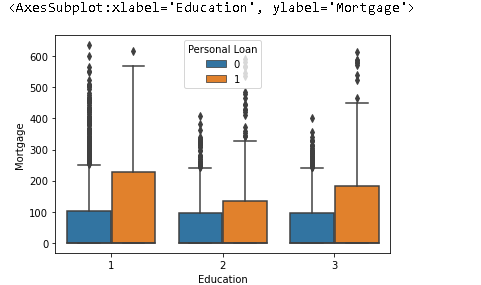 <AxesSubplot:xlabel='Education', ylabel='Mortgage'>
Personal Loan
0
1
600
500
400
300
200
100
0
Mortgage
1 2 3
Education